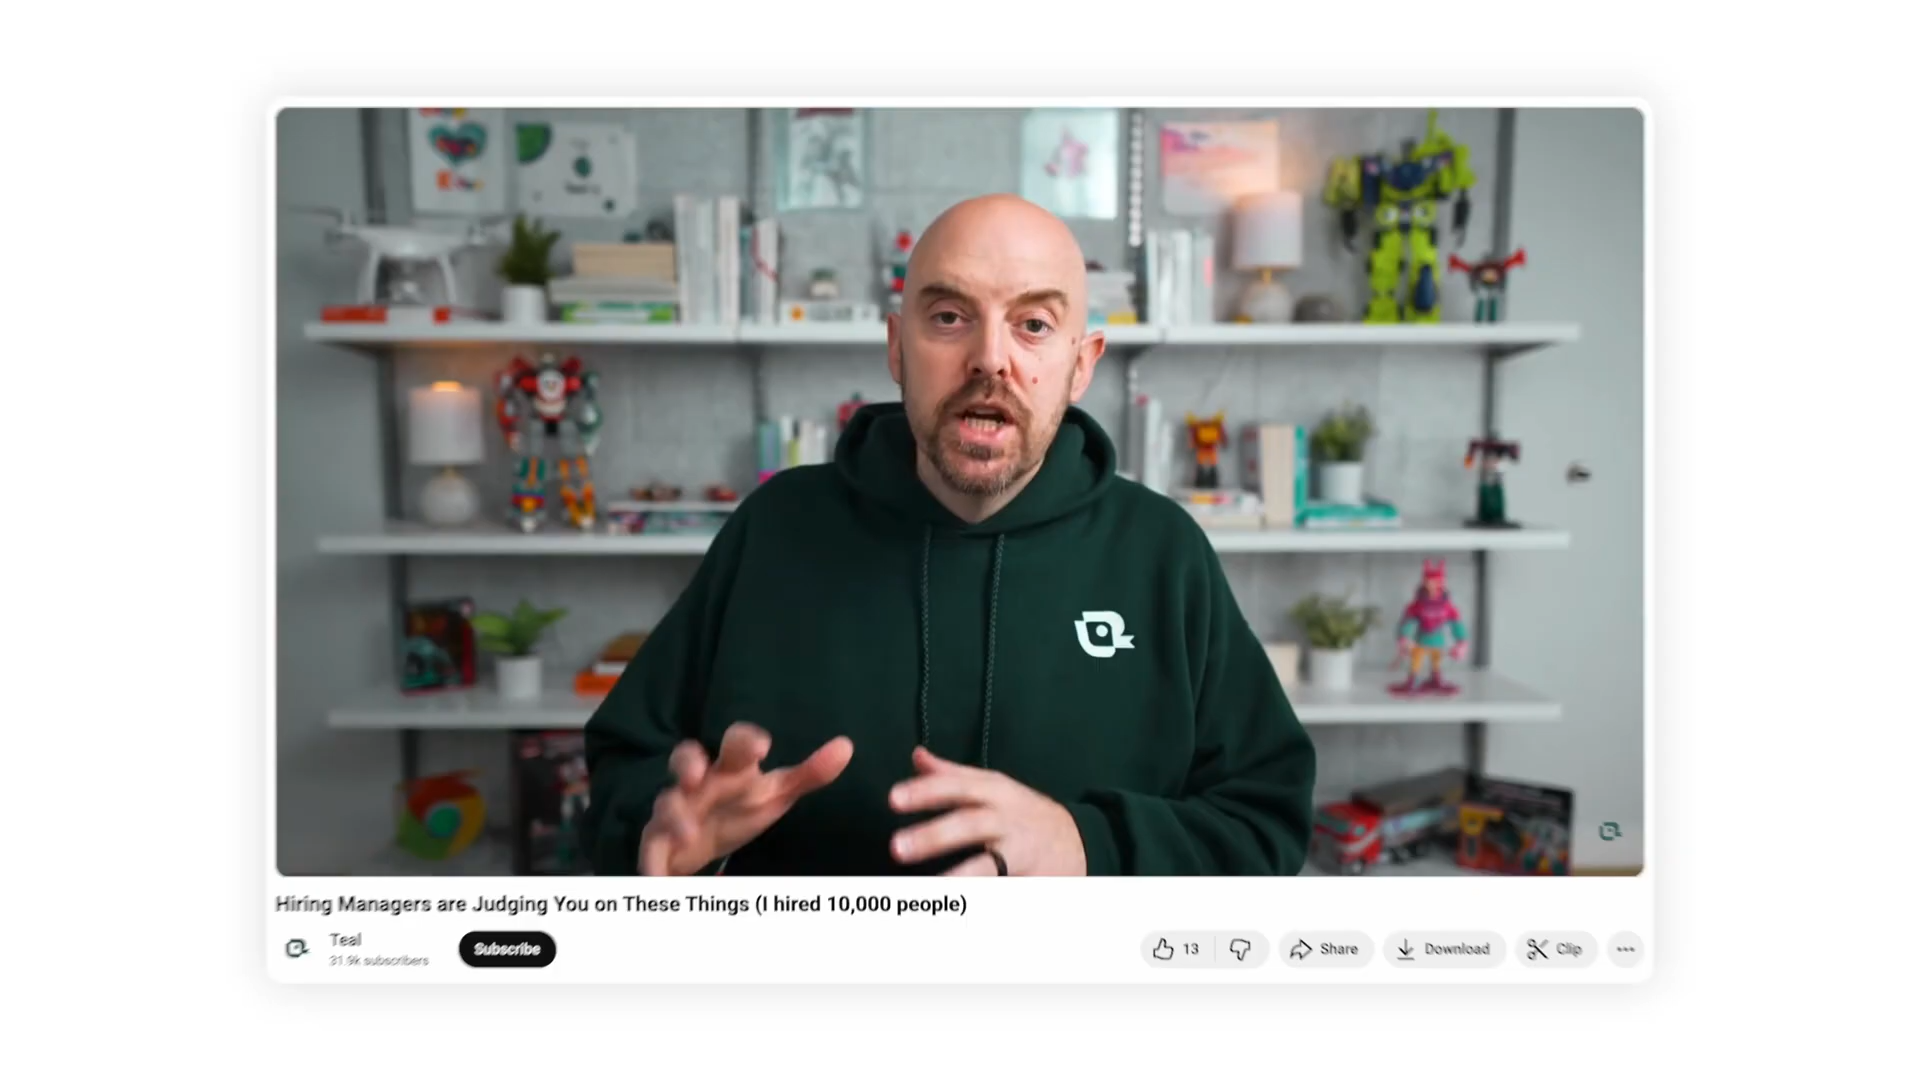 Hiring Managers are Judging You on These Things (I hired 10,000 people)
Teal
31.9k subscribers
Subscribe
13
Share
Download
Clip